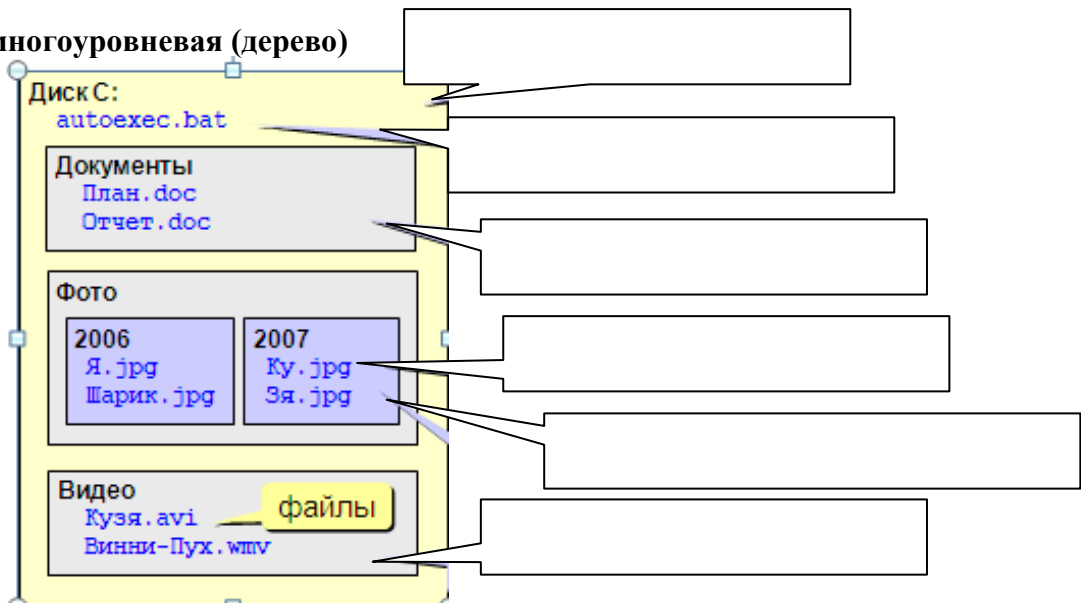 многоуровневая (дерево)
Диск C:
autoexec.bat
Документы
План.doc
Отчет.doc
Фото
2006
Я.jpg
Шарик.jpg
2007
Ку.jpg
Зя.jpg
Видео
Кузя.avi
файлы
Винни-Пух.wmv